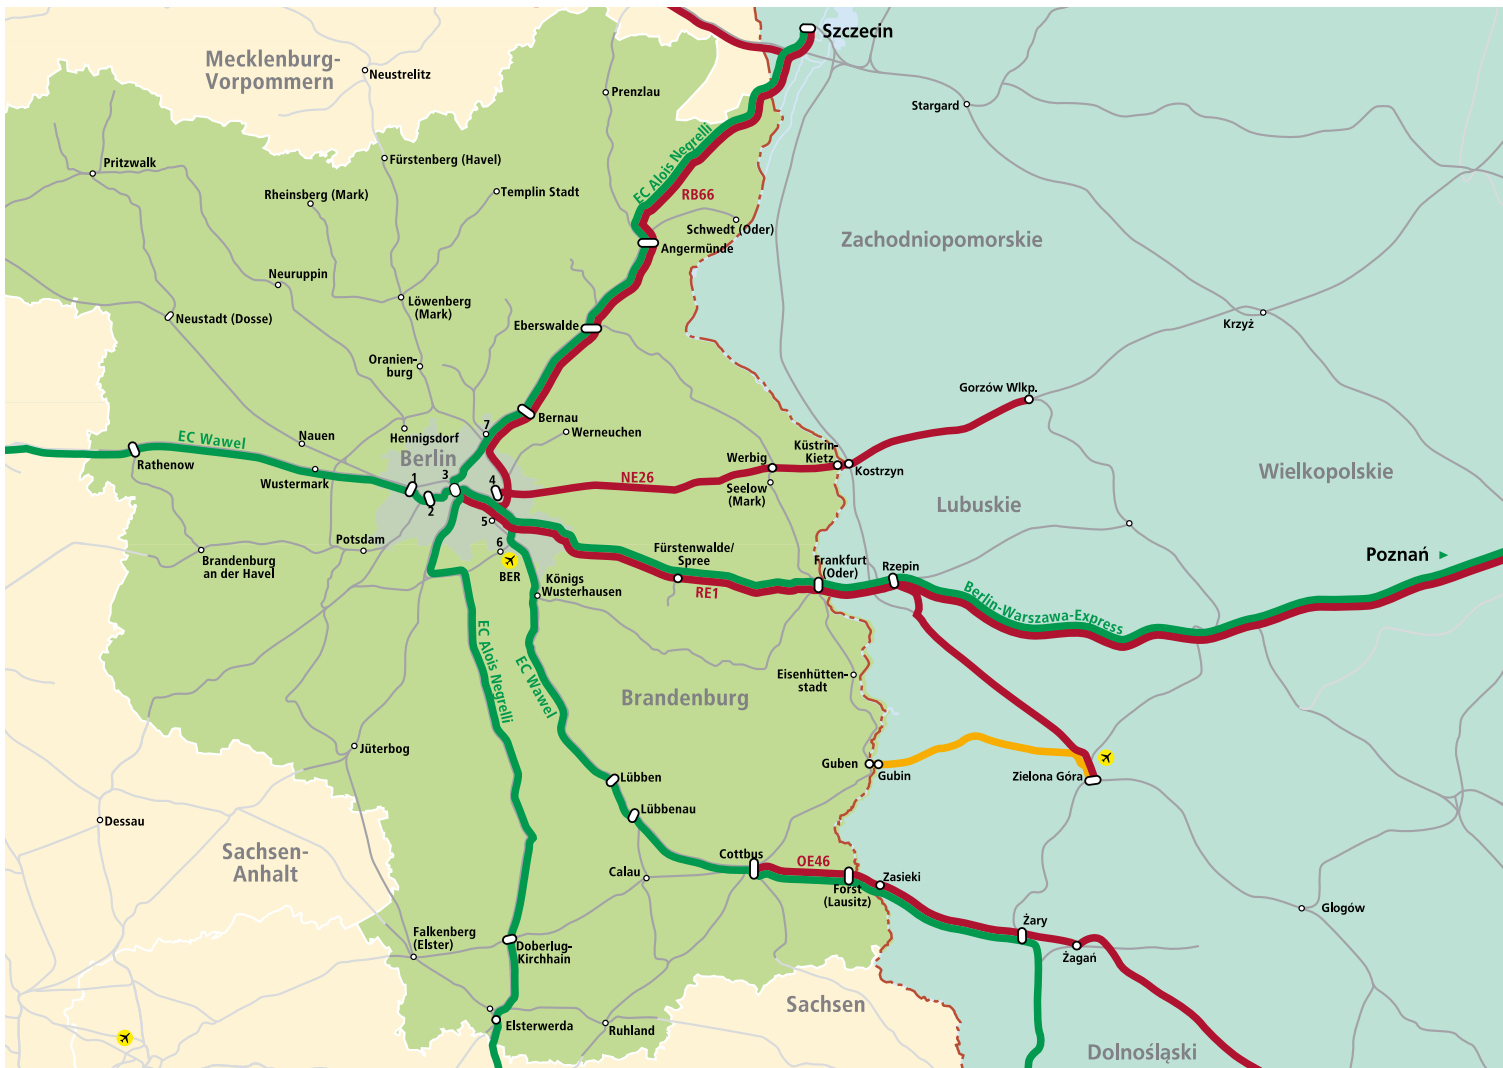 Szczecin
Mecklenburg-
Vorpommern
Neustrelitz
Prenzlau
Stargard
EC Alois Negrelli
Pritzwalk
Fürstenberg (Havel)
Rheinsberg (Mark)
Templin Stadt
RB66
Schwedt (Oder)
Angermünde
Zachodniopomorskie
Neuruppin
Löwenberg
(Mark)
Neustadt (Dosse)
Eberswalde
Krzyż
Oranien-
burg
Gorzów Wlkp.
Bernau
7
Werneuchen
Nauen
Hennigsdorf
EC Wawel
Berlin
Rathenow
Wustermark
Küstrin-
Kietz
Werbig
Kostrzyn
Wielkopolskie
1
3
4
2
NE26
Seelow
(Mark)
Lubuskie
5
Potsdam
6
BER
Brandenburg
an der Havel
Fürstenwalde/
Spree
Frankfurt
(Oder)
Rzepin
Poznań
Königs
Wusterhausen
RE1
Berlin-Warszawa-Express
EC Alois Negrelli
EC Wawel
Eisenhütten-
stadt
Brandenburg
Jüterbog
Guben
Gubin
Zielona Góra
Lübben
Lübbenau
Dessau
Sachsen-
Anhalt
Cottbus
OE46
Calau
Forst
(Lausitz)
Zasieki
Głogów
Żary
Żagań
Falkenberg
(Elster)
Doberlug-
Kirchhain
Sachsen
Elsterwerda
Ruhland
Dolnośląski